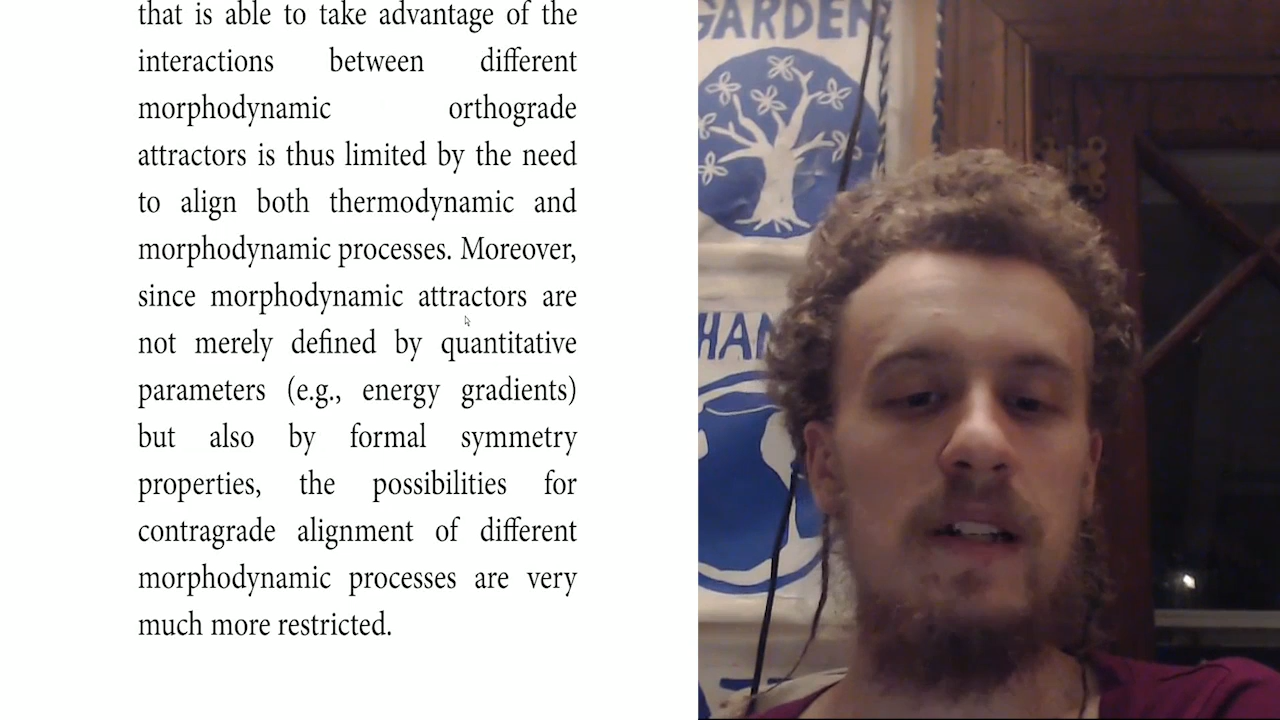 that is able to take advantage of the
interactions between different
morphodynamic orthograde
attractors is thus limited by the need
to align both thermodynamic and
morphodynamic processes. Moreover,
since morphodynamic attractors are
not merely defined by quantitative
parameters (e.g., energy gradients)
but also by formal symmetry
properties, the possibilities for
contragrade alignment of different
morphodynamic processes are very
much more restricted.
GARDEN